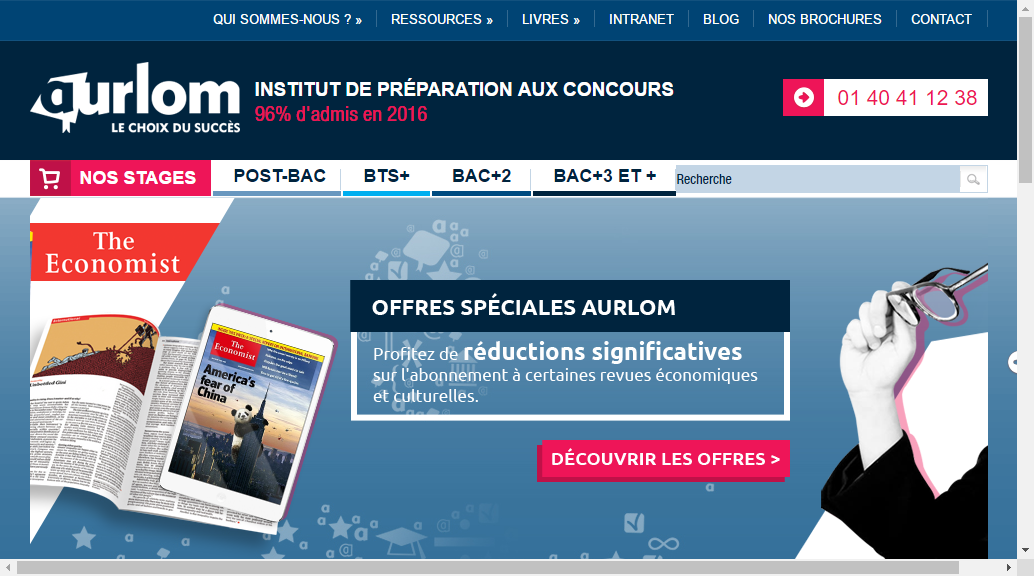 QUI SOMMES-NOUS ? » RESSOURCES » LIVRES » INTRANET BLOG NOS BROCHURES CONTACT
aurlom
LE CHOIX DU SUCCÈS
INSTITUT DE PRÉPARATION AUX CONCOURS
96% d'admis en 2016
01 40 41 12 38
NOS STAGES POST-BAC BTS+ BAC+2 BAC+3 ET + Recherche
The
Economist
OFFRES SPÉCIALES AURLOM
Profitez de réductions significatives
sur l'abonnement à certaines revues économiques
et culturelles.
DÉCOUVRIR LES OFFRES >
The
Economist
America's
fear of
China